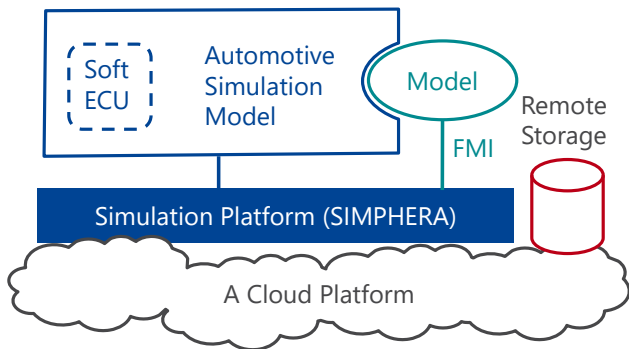 Soft
ECU
Automotive
Simulation
Model
Model
Remote
Storage
FMI
Simulation Platform (SIMPHERA)
A Cloud Platform